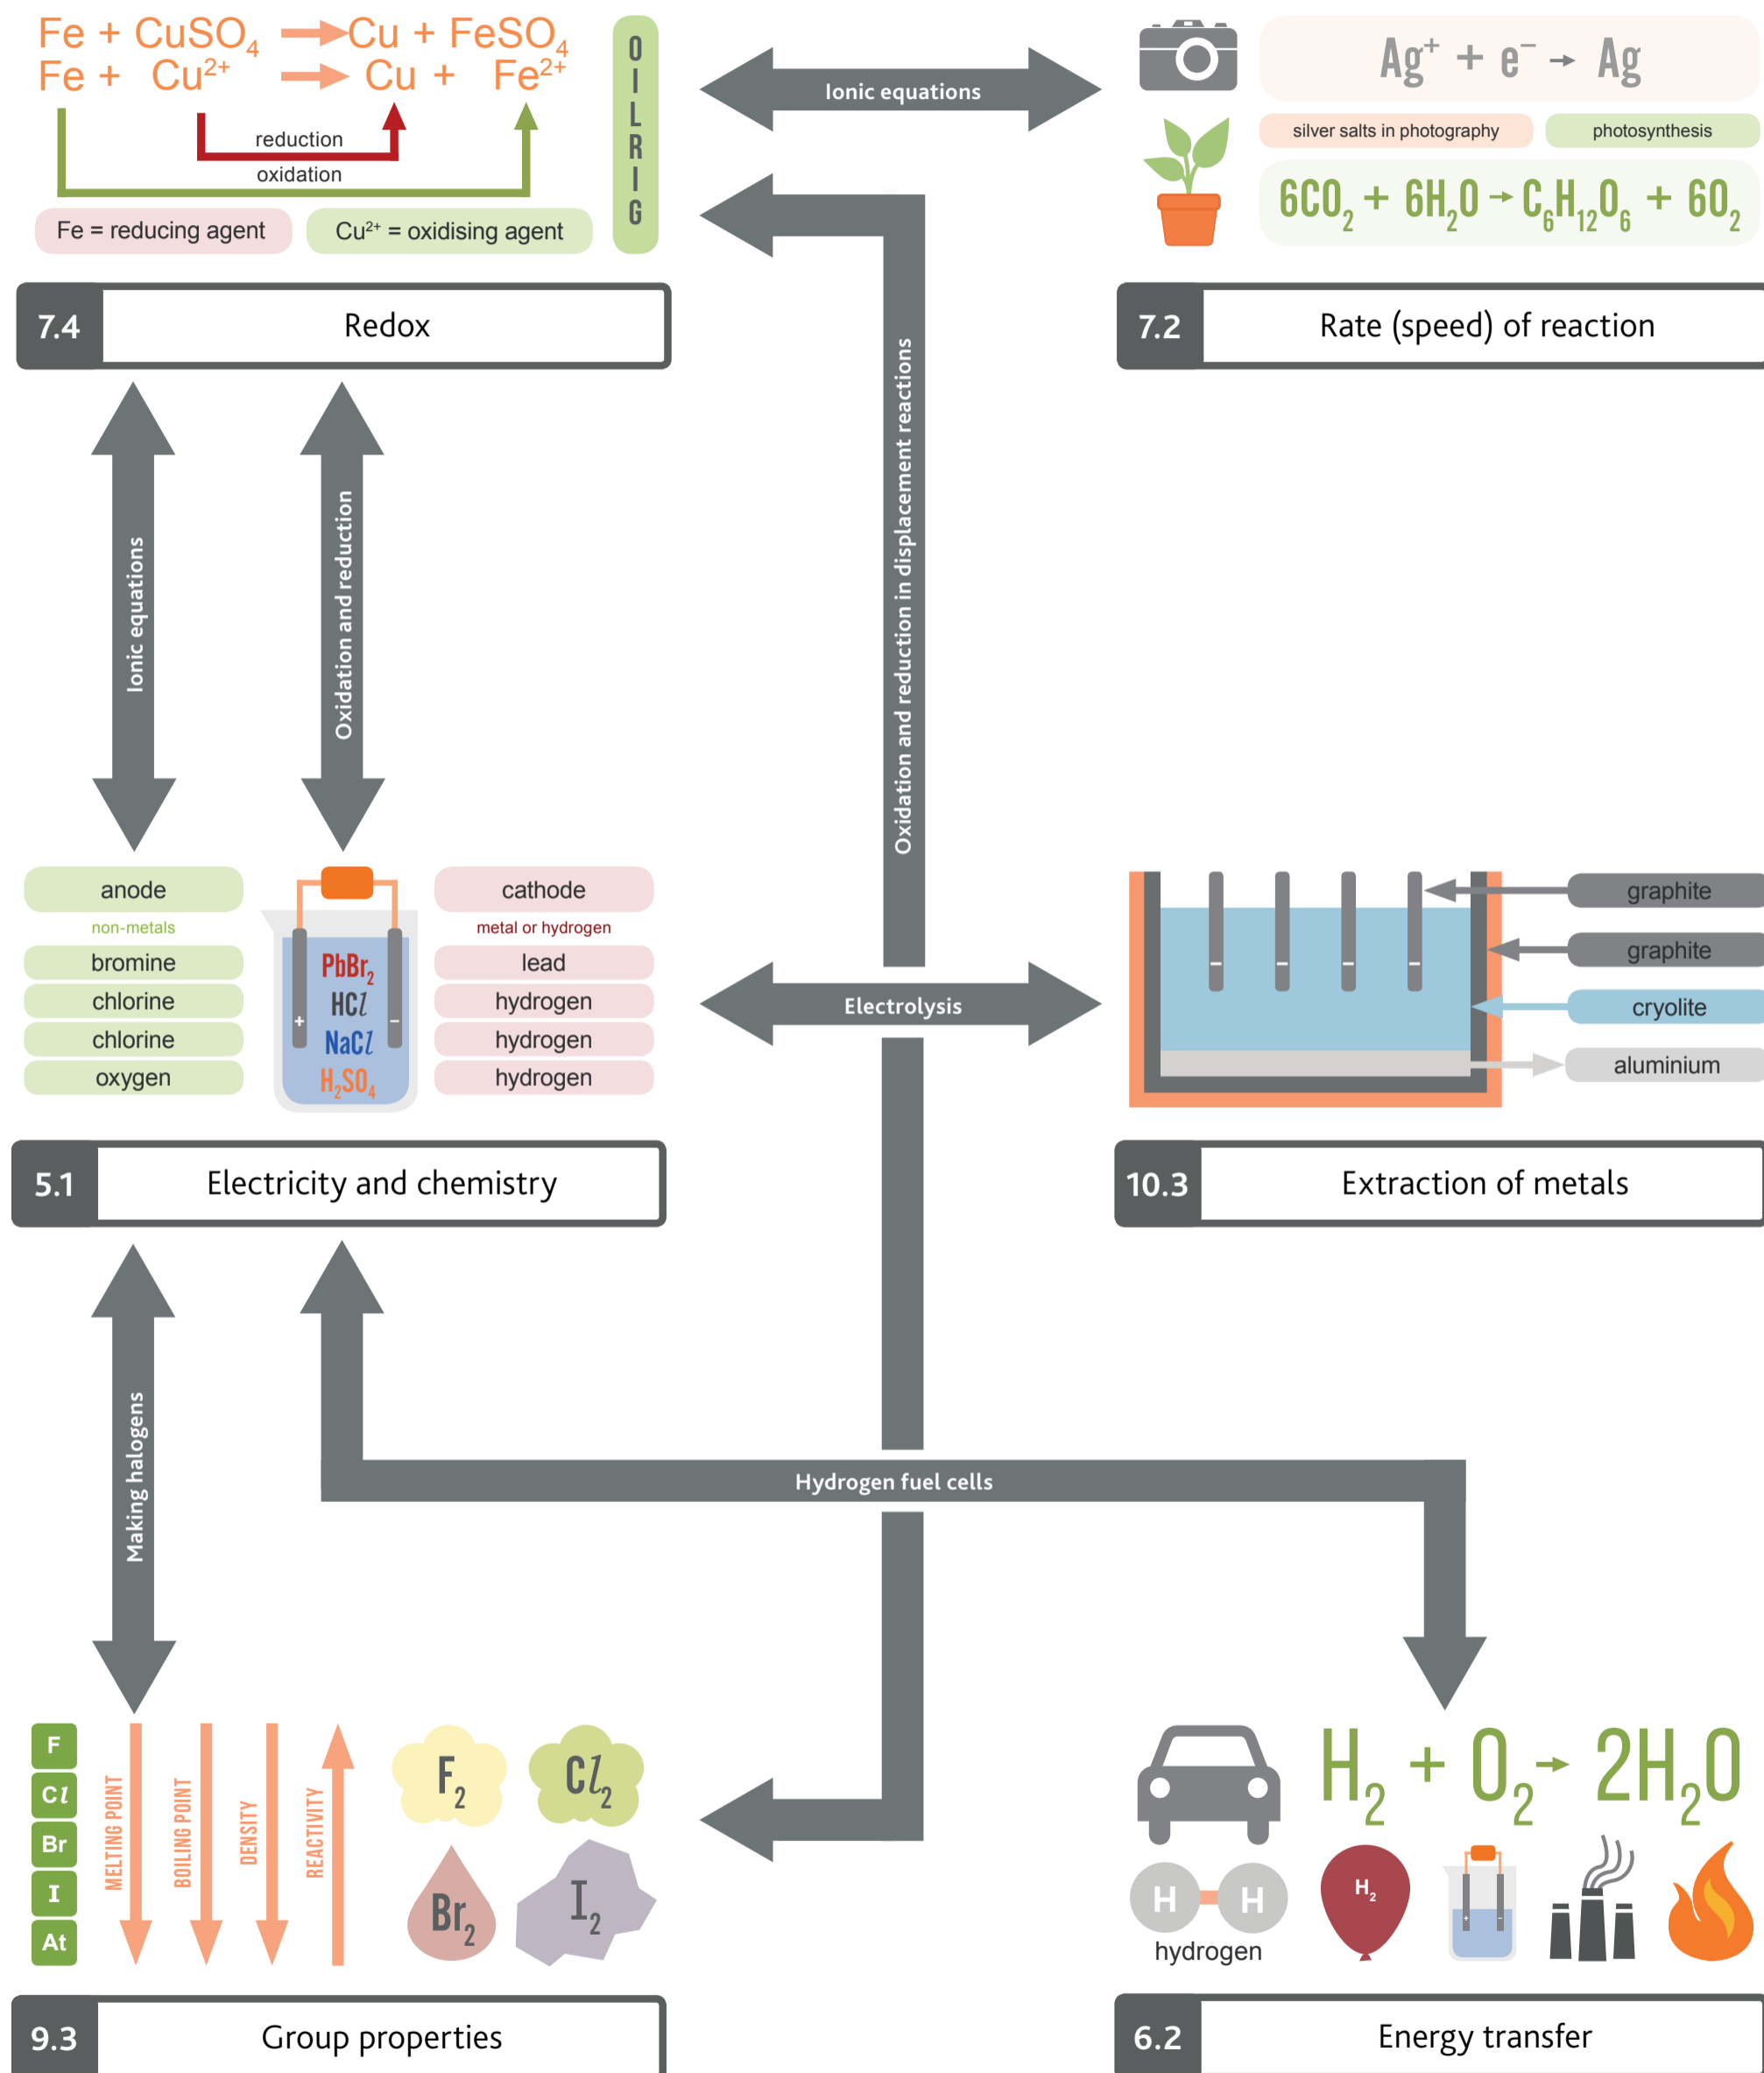 Fe + CuSO₄ → Cu + FeSO₄
Fe + Cu²⁺ → Cu + Fe²⁺
reduction
oxidation
Fe = reducing agent
Cu²⁺ = oxidising agent
OILRIG
7.4 Redox
Ionic equations
Ag⁺ + e⁻ → Ag
silver salts in photography
photosynthesis
6CO₂ + 6H₂O → C₆H₁₂O₆ + 6O₂
7.2 Rate (speed) of reaction
Oxidation and reduction in displacement reactions
Ionic equations
Oxidation and reduction
anode
non-metals
bromine
chlorine
chlorine
oxygen
PbBr₂
HCl
NaCl
H₂SO₄
+ −
cathode
metal or hydrogen
lead
hydrogen
hydrogen
hydrogen
5.1 Electricity and chemistry
Electrolysis
− − − −
graphite
graphite
cryolite
aluminium
10.3 Extraction of metals
Making halogens
Hydrogen fuel cells
F
Cl
Br
I
At
MELTING POINT
BOILING POINT
DENSITY
REACTIVITY
F₂
Cl₂
Br₂
I₂
9.3 Group properties
H₂ + O₂ → 2H₂O
H H
hydrogen
H₂
+ −
6.2 Energy transfer